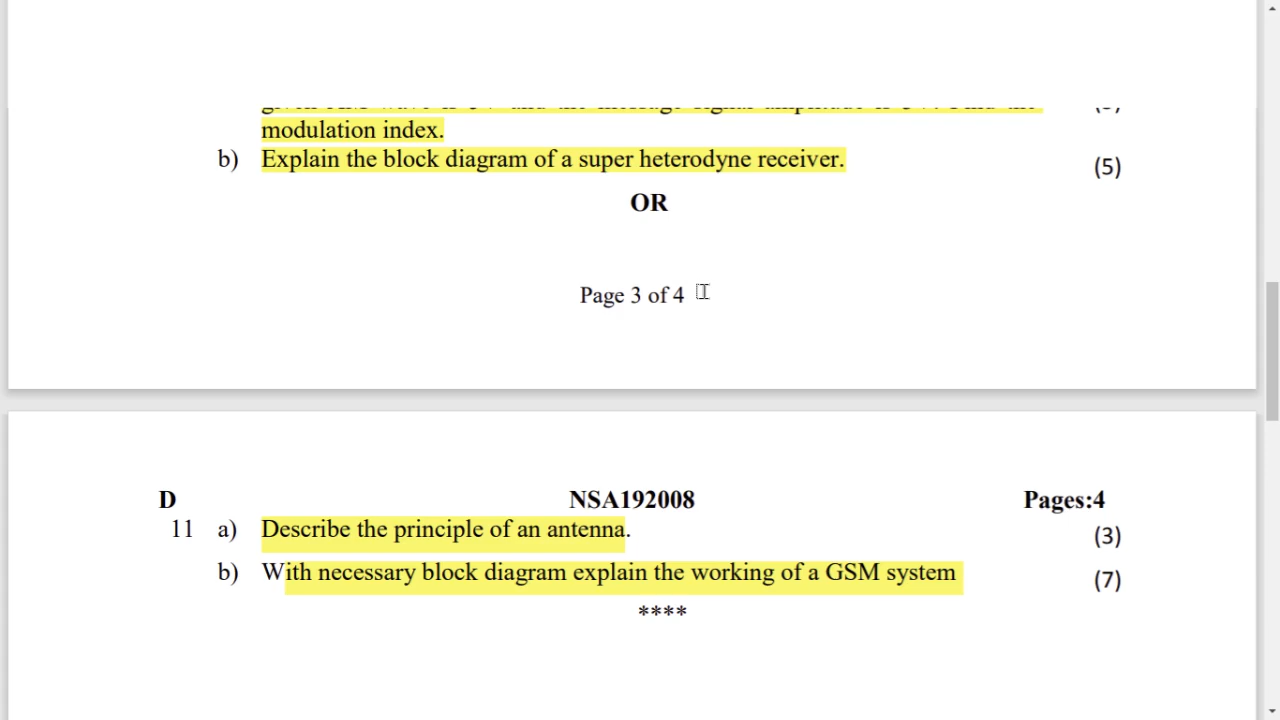 modulation index.
b) Explain the block diagram of a super heterodyne receiver. (5)
OR
Page 3 of 4
D NSA192008 Pages:4
11 a) Describe the principle of an antenna. (3)
b) With necessary block diagram explain the working of a GSM system (7)
****